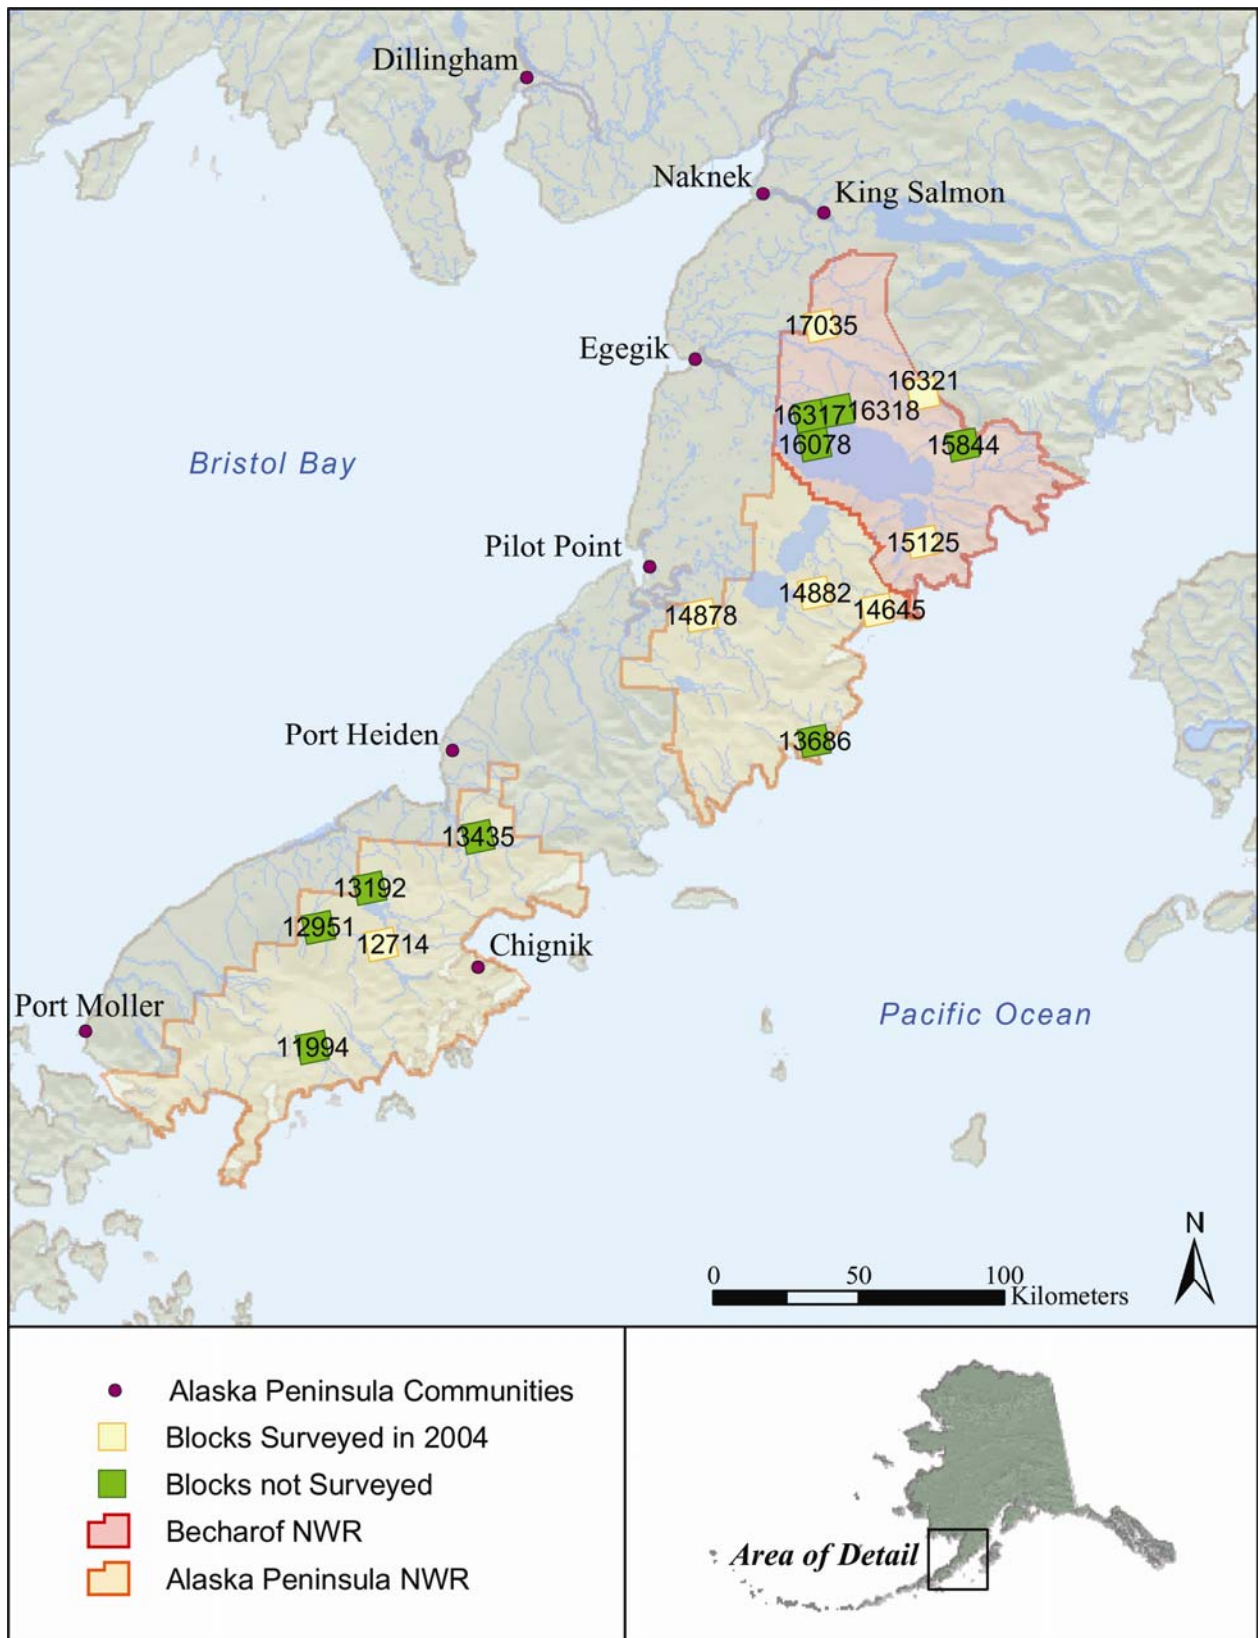 Dillingham
Naknek
King Salmon
17035
Egegik
16321
16317
16318
16078
15844
Bristol Bay
15125
Pilot Point
14882
14645
14878
Port Heiden
13686
13435
13192
12951
12714
Chignik
Port Moller
Pacific Ocean
11994
N
0 50 100
Kilometers
Alaska Peninsula Communities
Blocks Surveyed in 2004
Blocks not Surveyed
Becharof NWR
Alaska Peninsula NWR
Area of Detail